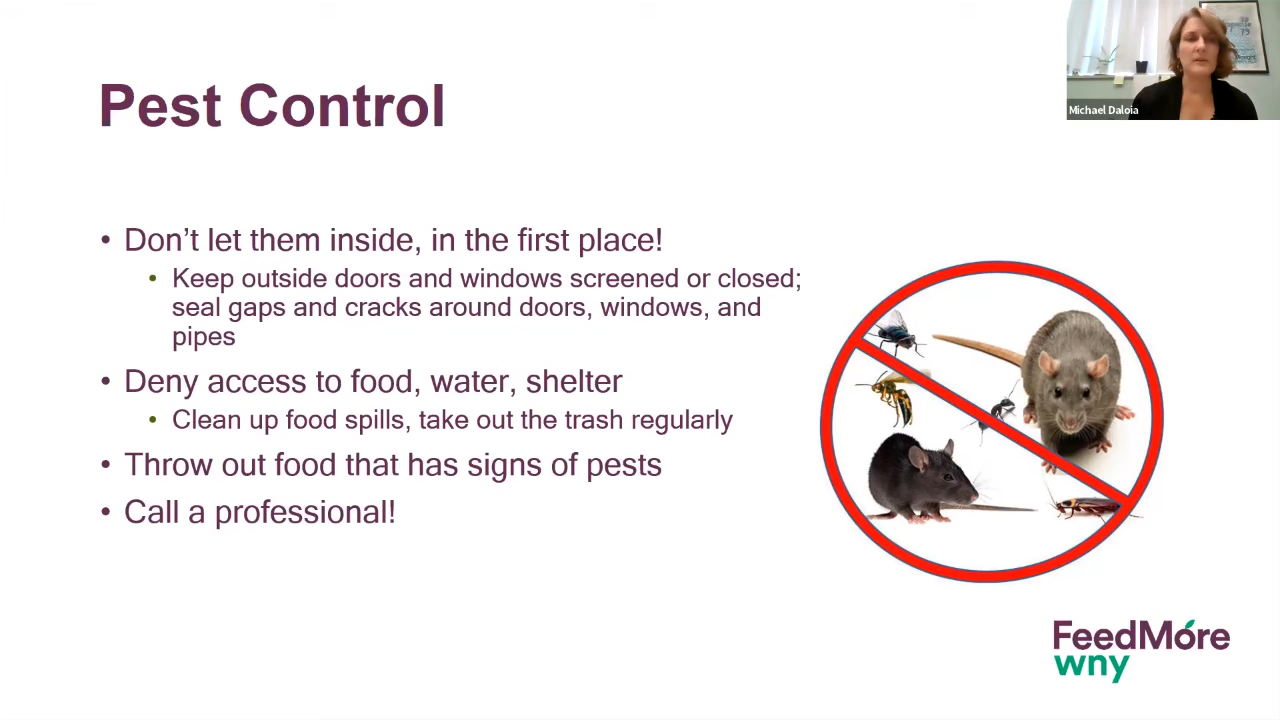 Pest Control
• Don’t let them inside, in the first place!
• Keep outside doors and windows screened or closed;
seal gaps and cracks around doors, windows, and
pipes
• Deny access to food, water, shelter
• Clean up food spills, take out the trash regularly
• Throw out food that has signs of pests
• Call a professional!
Michael Daloia
FeedMore
wny